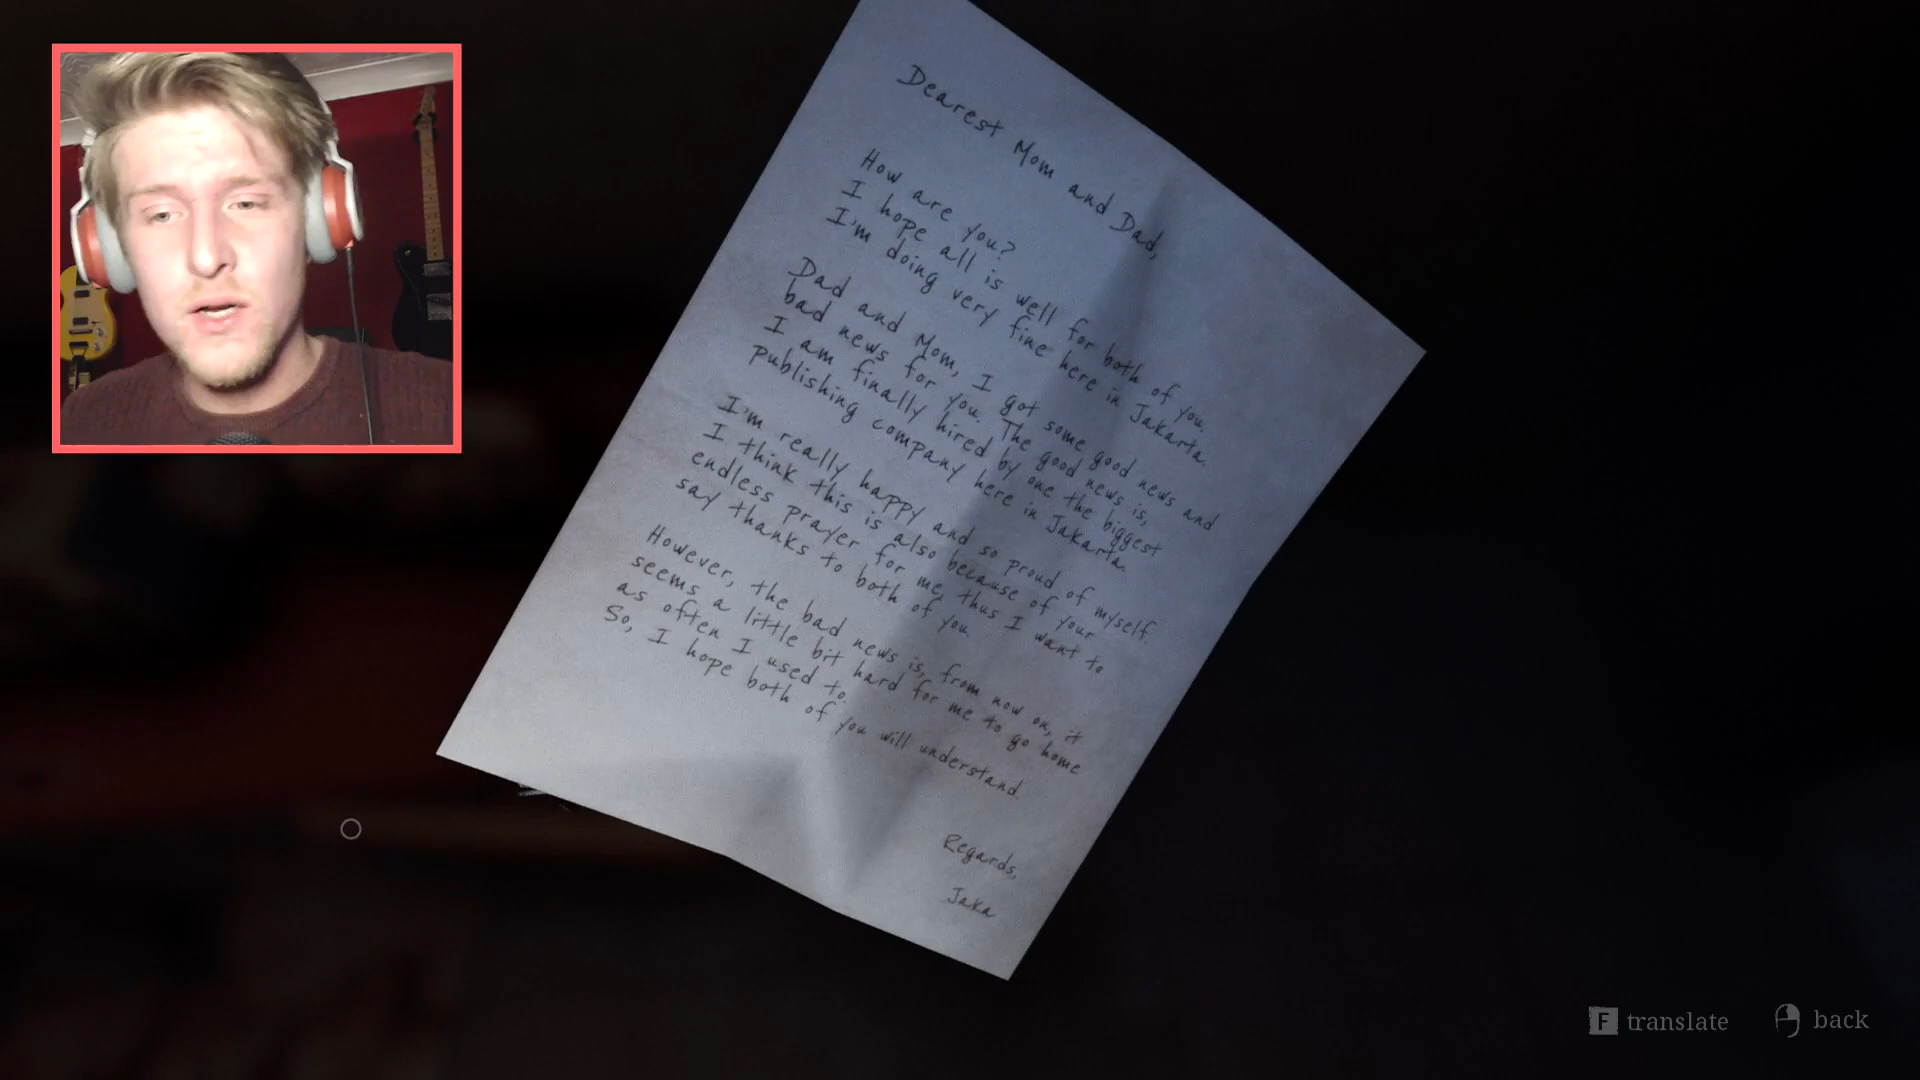 Dearest Mom and Dad,
How are you?
I hope all is well for both of you.
I'm doing very fine here in Jakarta.
Dad and Mom, I got some good news and
bad news for you. The good news is,
I am finally hired by one the biggest
publishing company here in Jakarta.
I'm really happy and so proud of myself.
I think this is also because of your
endless prayer for me, thus I want to
say thanks to both of you.
However, the bad news is, from now on, it
seems a little bit hard for me to go home
as often I used to.
So, I hope both of you will understand.
Regards,
Jaka
F translate
back